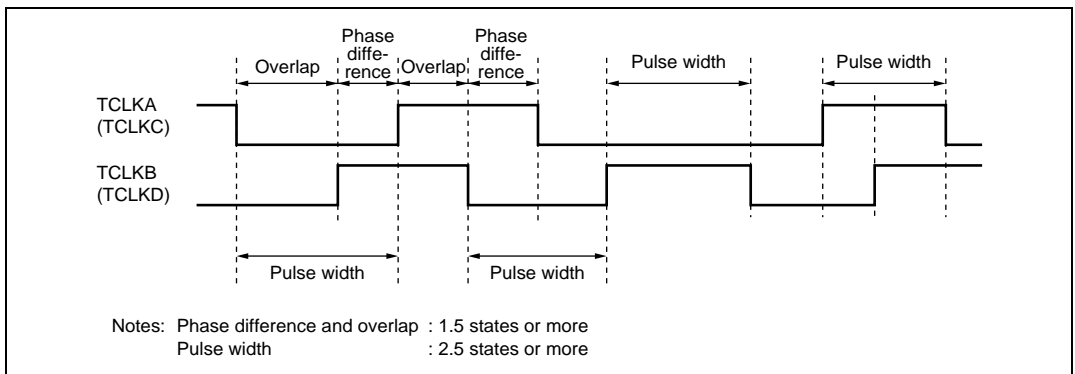 Phase
diffe-
rence
Phase
diffe-
rence
Overlap
Overlap
Pulse width
Pulse width
TCLKA
(TCLKC)
TCLKB
(TCLKD)
Pulse width
Pulse width
Notes: Phase difference and overlap : 1.5 states or more
Pulse width : 2.5 states or more